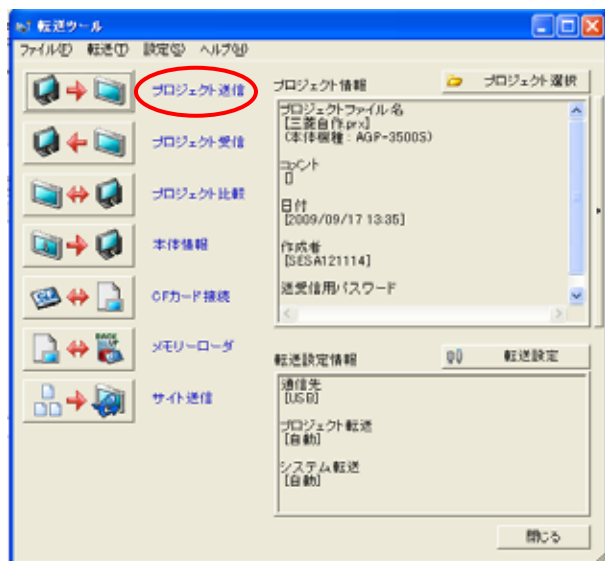 転送ツール
ファイル(F) 転送(T) 設定(S) ヘルプ(H)
プロジェクト送信
プロジェクト受信
プロジェクト比較
本体情報
CFカード接続
メモリーローダ
サイト送信
プロジェクト情報
プロジェクト選択
プロジェクトファイル名
[三菱自作.prx]
(本体機種 : AGP-3500S)
コメント
[]
日付
[2009/09/17 13:35]
作成者
[SESA121114]
送受信用パスワード
転送設定情報
転送設定
通信先
[USB]
プロジェクト転送
[自動]
システム転送
[自動]
閉じる